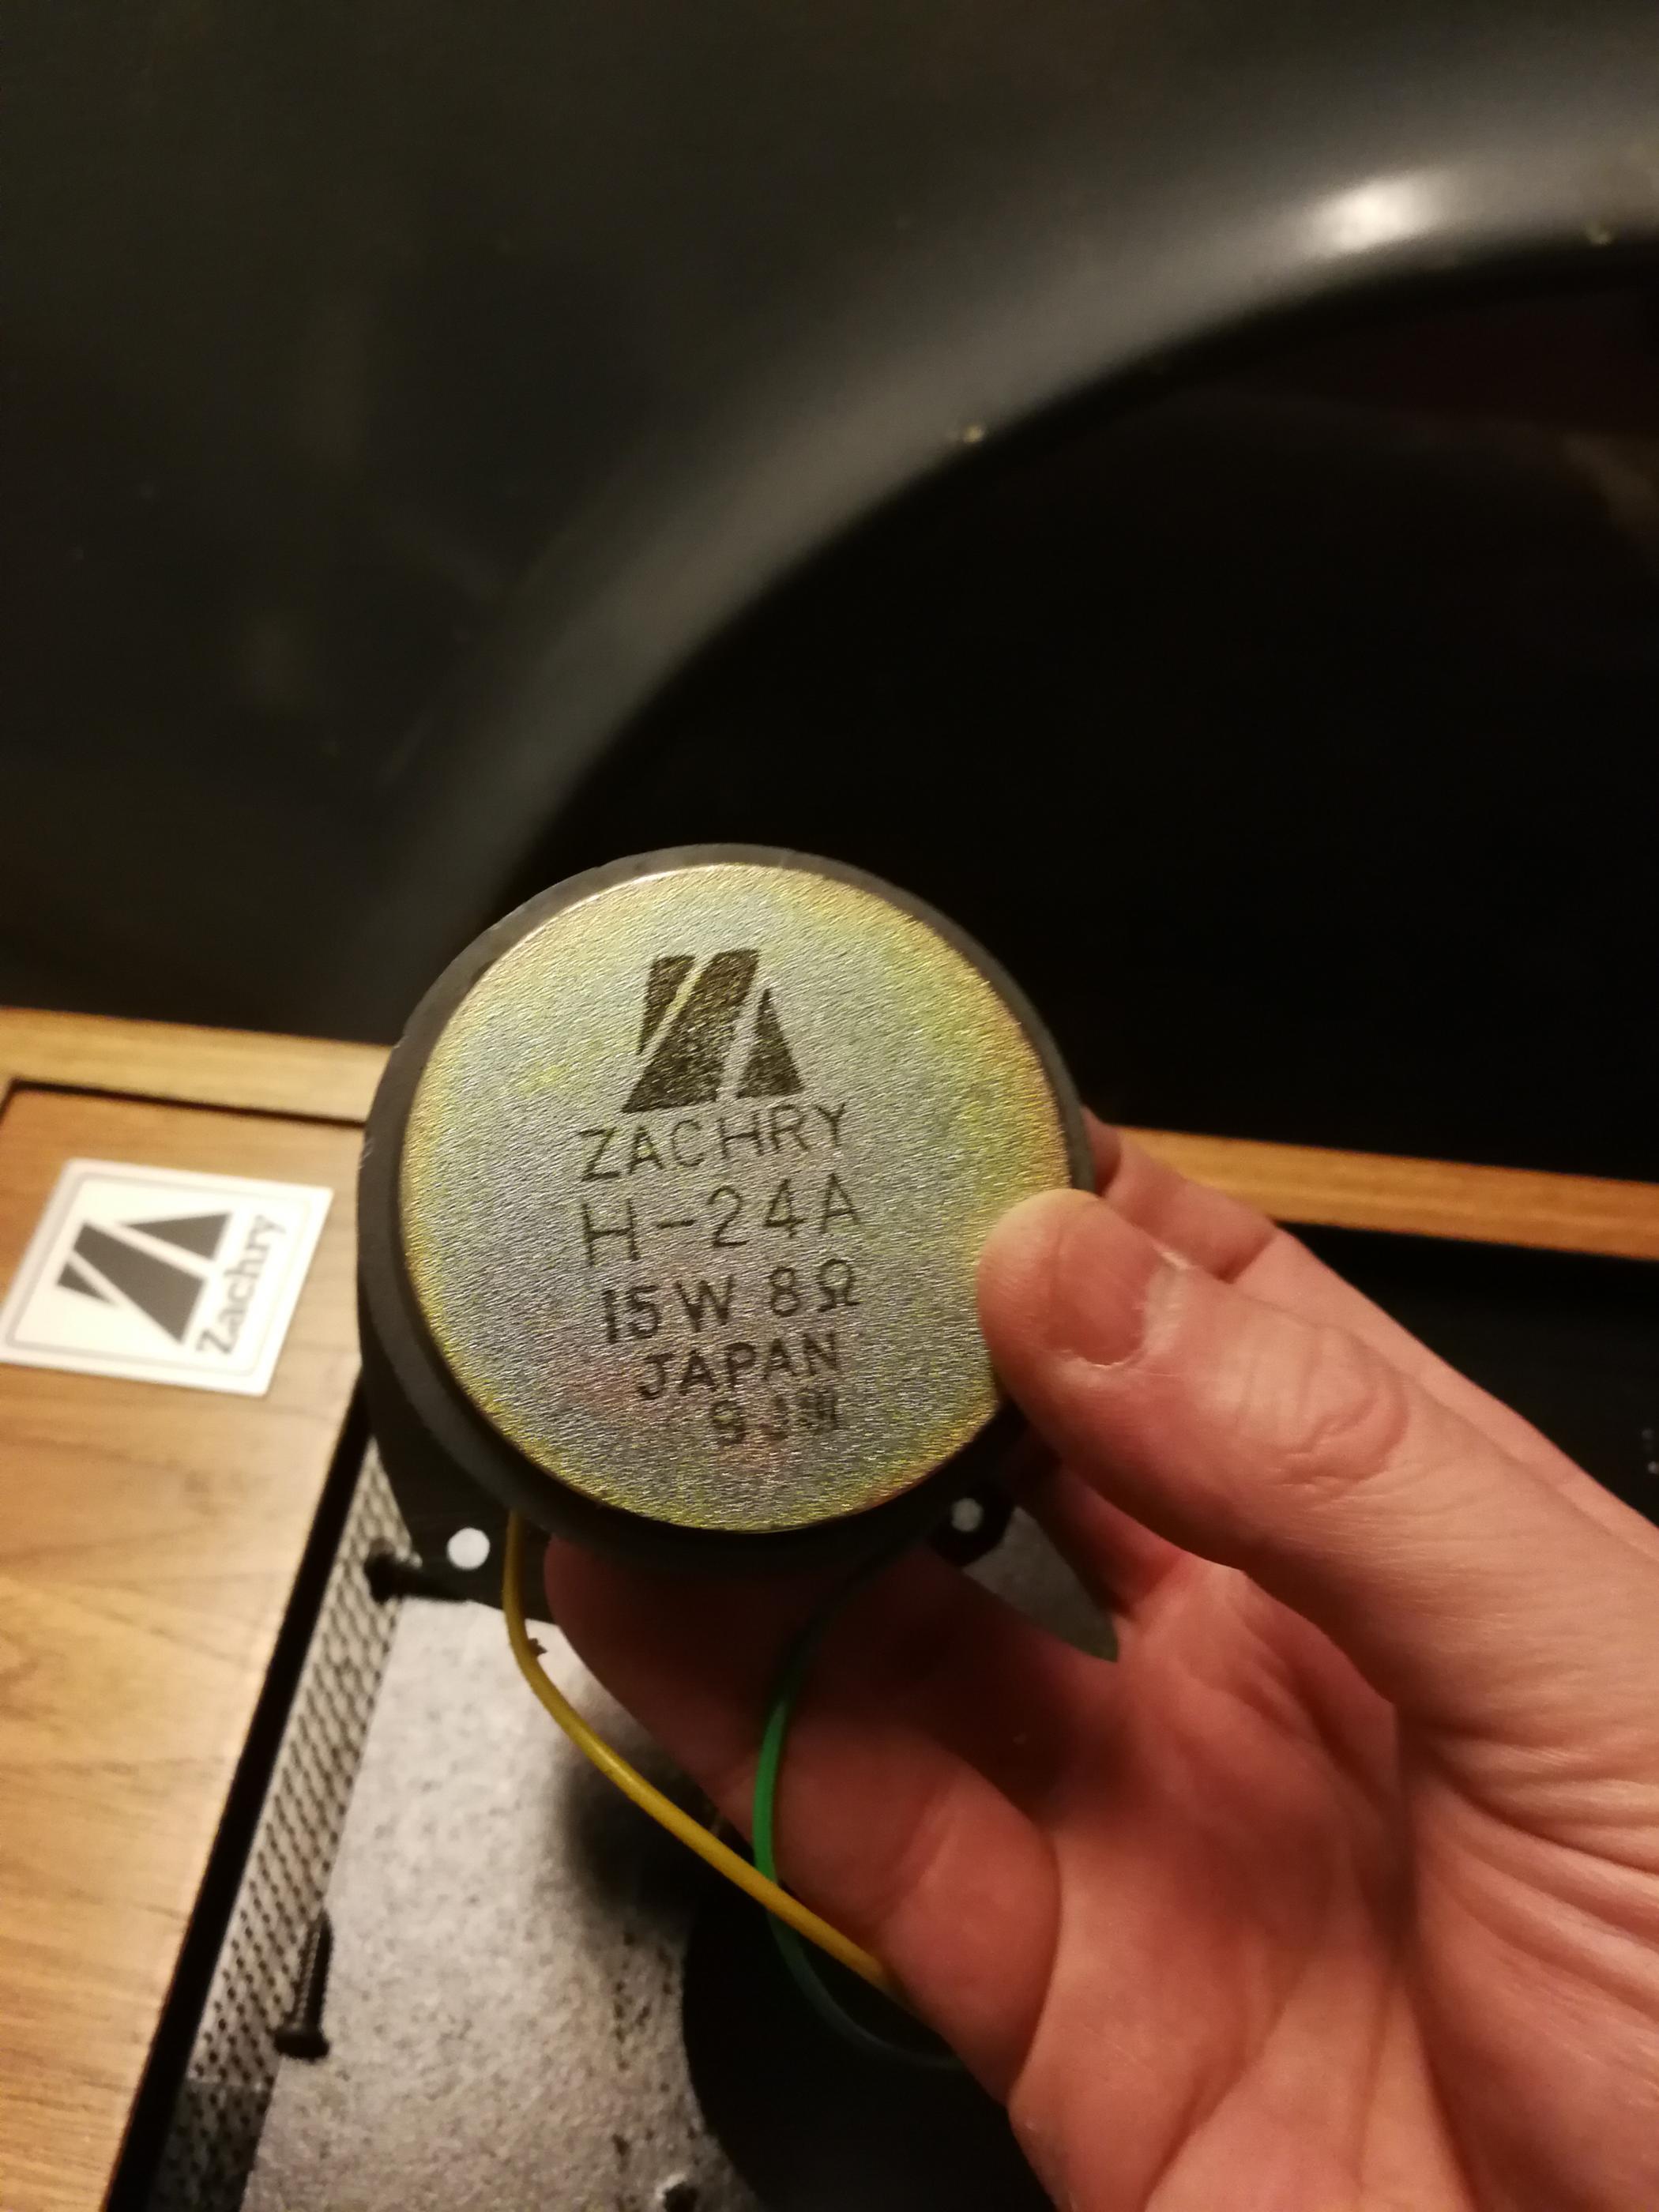 ZACHRY
H-24A
15W 8Ω
JAPAN
Zachry